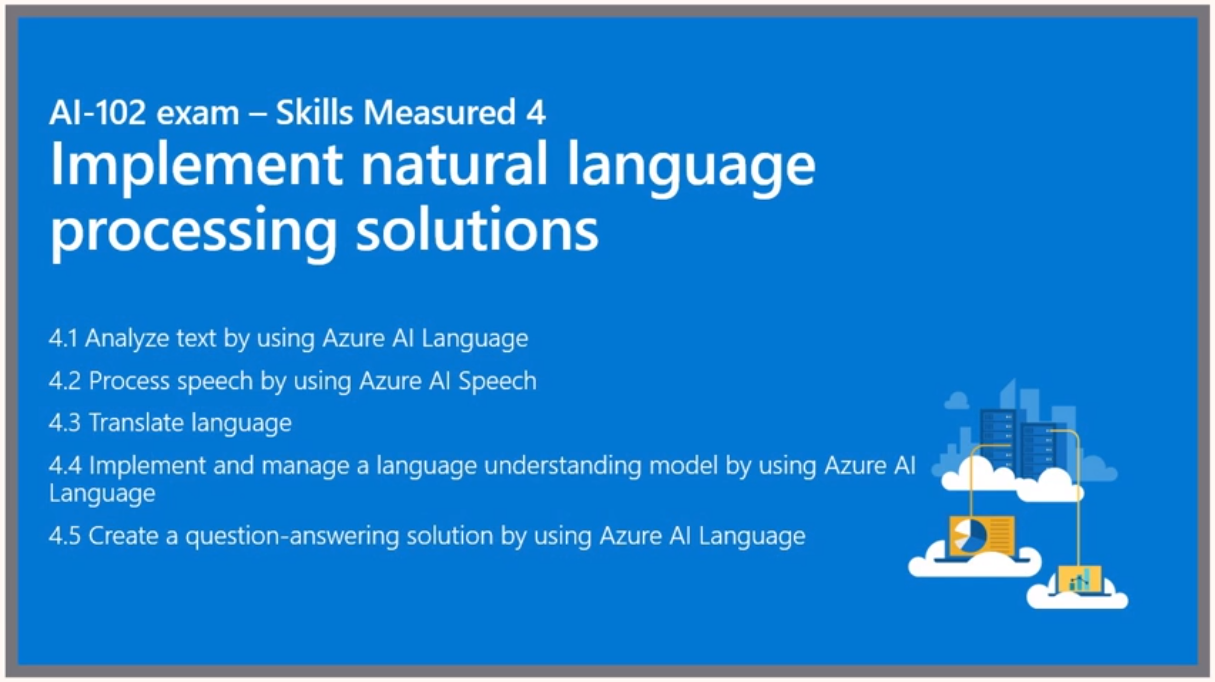 AI-102 exam – Skills Measured 4
Implement natural language
processing solutions
4.1 Analyze text by using Azure AI Language
4.2 Process speech by using Azure AI Speech
4.3 Translate language
4.4 Implement and manage a language understanding model by using Azure AI
Language
4.5 Create a question-answering solution by using Azure AI Language